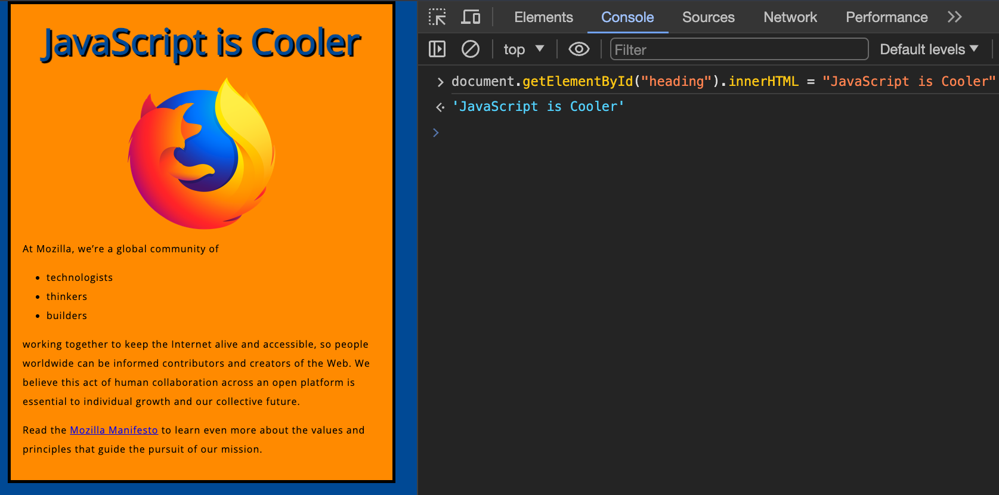 JavaScript is Cooler
At Mozilla, we’re a global community of
technologists
thinkers
builders
working together to keep the Internet alive and accessible, so people
worldwide can be informed contributors and creators of the Web. We
believe this act of human collaboration across an open platform is
essential to individual growth and our collective future.
Read the Mozilla Manifesto to learn even more about the values and
principles that guide the pursuit of our mission.
Elements Console Sources Network Performance
top Filter Default levels
document.getElementById("heading").innerHTML = "JavaScript is Cooler"
'JavaScript is Cooler'